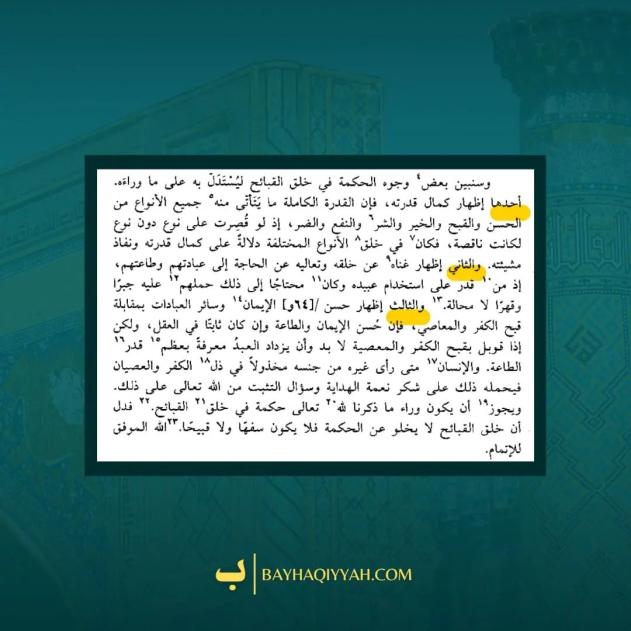 وسنبين بعض٤ وجوه الحكمة في خلق القبائح ليُسْتَدَلّ به على ما وراءَه.
أحدها إظهار كمال قدرته، فإن القدرة الكاملة ما يَتَأَتَّى منه٥ جميع الأنواع من
الحسن والقبح والخير والشر٦ والنفع والضر، إذ لو قُصِرت على نوع دون نوع
لكانت ناقصة، فكان٧ في خلق٨ الأنواع المختلفة دلالةٌ على كمال قدرته ونفاذ
مشيئته. والثاني إظهار غناه٩ عن خلقه وتعاليه عن الحاجة إلى عبادتهم وطاعتهم،
إذ من١٠ قدَر على استخدام عبيده وكان١١ محتاجًا إلى ذلك حملهم١٢ عليه جبرًا
وقهرًا لا محالة.١٣ والثالث إظهار حسن /[٦٤و] الإيمان١٤ وسائر العبادات بمقابلة
قبح الكفر والمعاصي، فإن حُسن الإيمان والطاعة وإن كان ثابتًا في العقل، ولكن
إذا قوبل بقبح الكفر والمعصية لا بد وأن يزداد العبدُ معرفةً بعظم١٥ قدر١٦
الطاعة. والإنسان١٧ متى رأى غيره من جنسه مخذولاً في ذل١٨ الكفر والعصيان
فيحمله ذلك على شكر نعمة الهداية وسؤال التثبت من الله تعالى على ذلك.
ويجوز١٩ أن يكون وراء ما ذكرنا لله٢٠ تعالى حكمة في خلق٢١ القبائح.٢٢ فدل
أن خلق القبائح لا يخلو عن الحكمة فلا يكون سفهًا ولا قبيحًا.٢٣الله الموفق
للإتمام.
ب BAYHAQIYYAH.COM